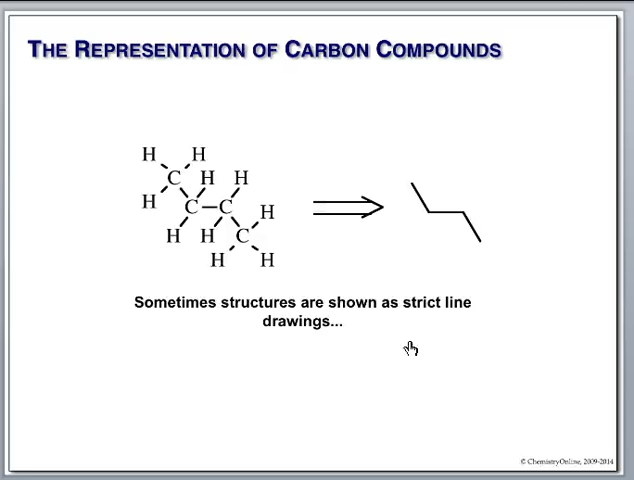 THE REPRESENTATION OF CARBON COMPOUNDS
H H
C H H
H C C H
H H C
H H
Sometimes structures are shown as strict line
drawings...
© ChemistryOnline, 2009-2014